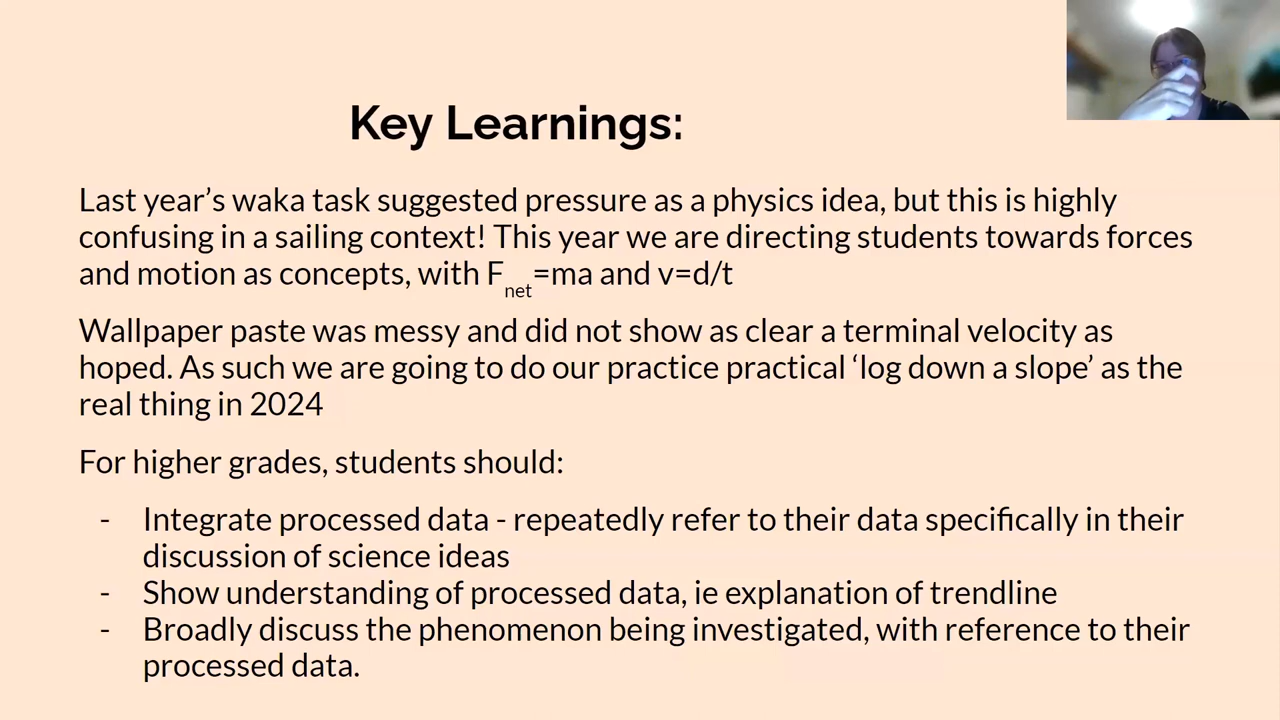 Key Learnings:
Last year’s waka task suggested pressure as a physics idea, but this is highly
confusing in a sailing context! This year we are directing students towards forces
and motion as concepts, with Fnet=ma and v=d/t
Wallpaper paste was messy and did not show as clear a terminal velocity as
hoped. As such we are going to do our practice practical ‘log down a slope’ as the
real thing in 2024
For higher grades, students should:
- Integrate processed data - repeatedly refer to their data specifically in their
discussion of science ideas
- Show understanding of processed data, ie explanation of trendline
- Broadly discuss the phenomenon being investigated, with reference to their
processed data.